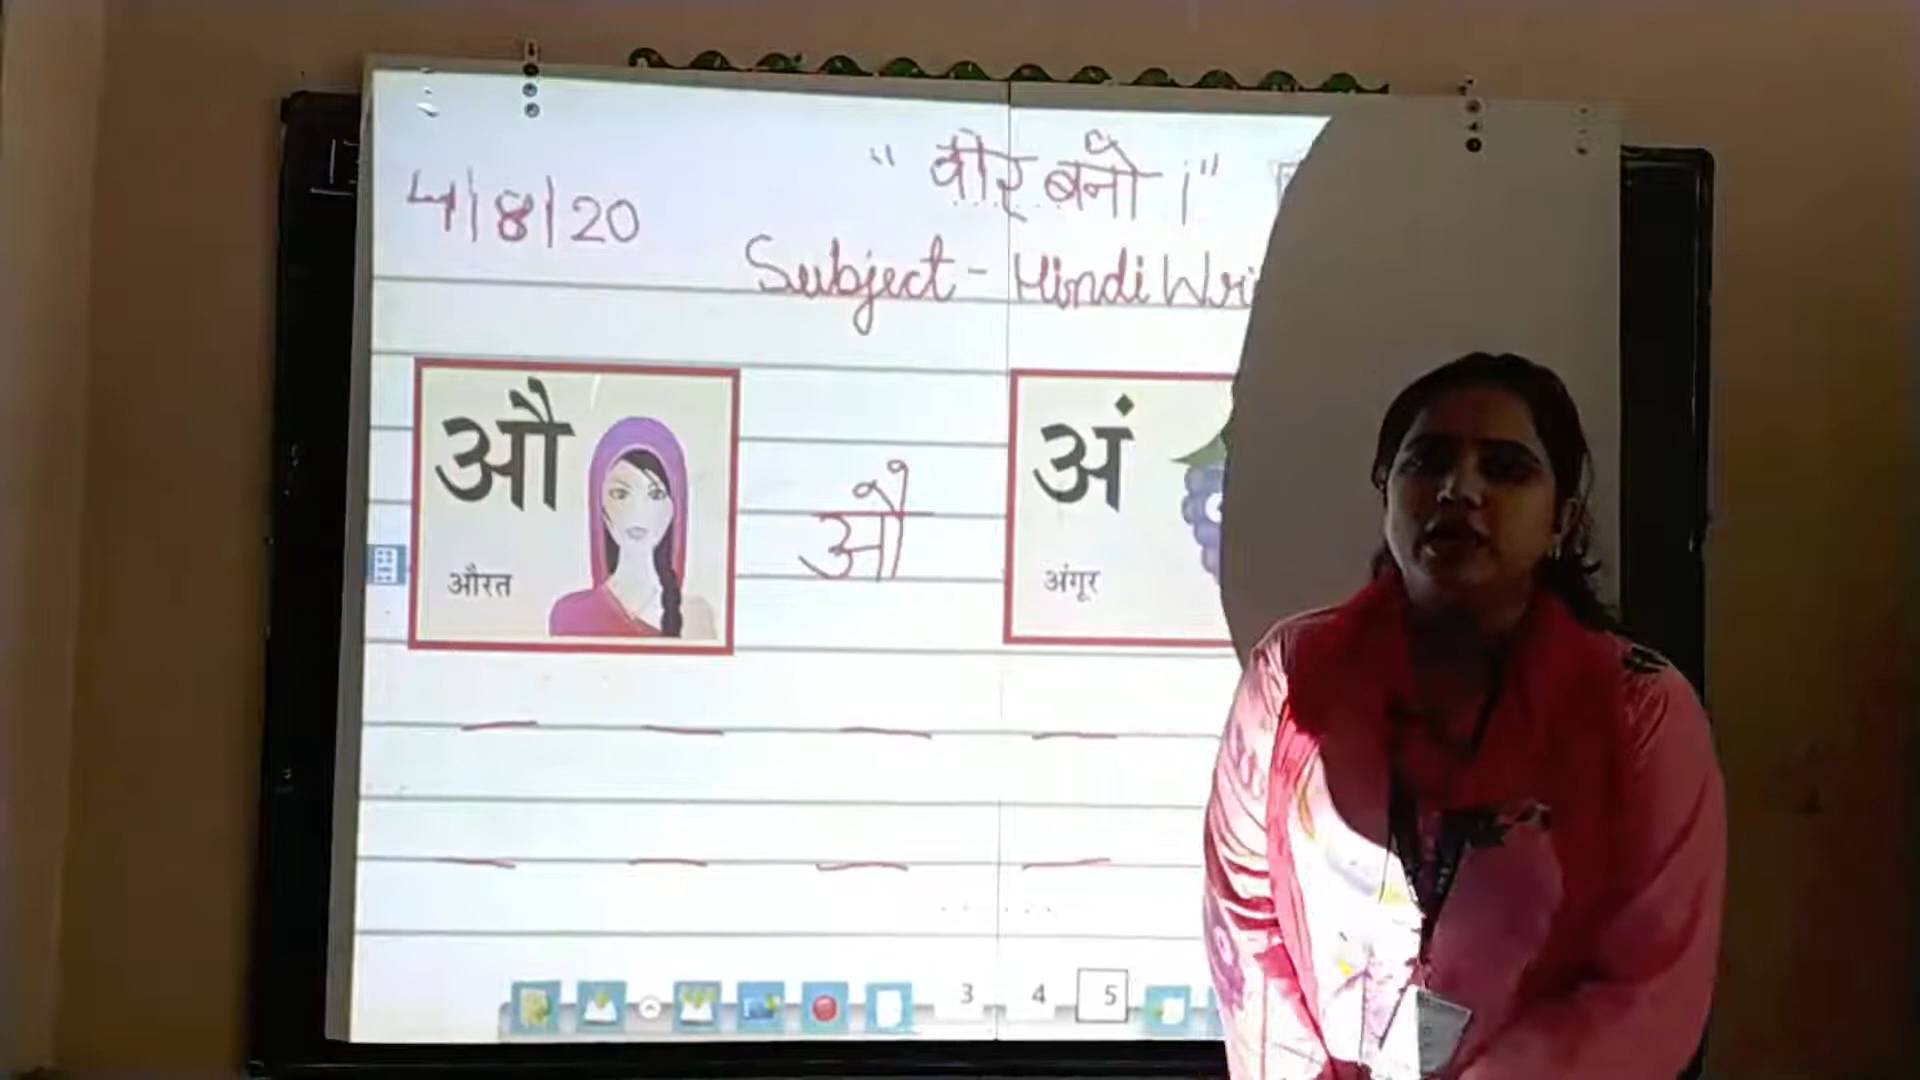 "वीर बनो।"
4/8/20
Subject - Hindi Wri
औ औ अं
औरत अंगूर
3 4 5